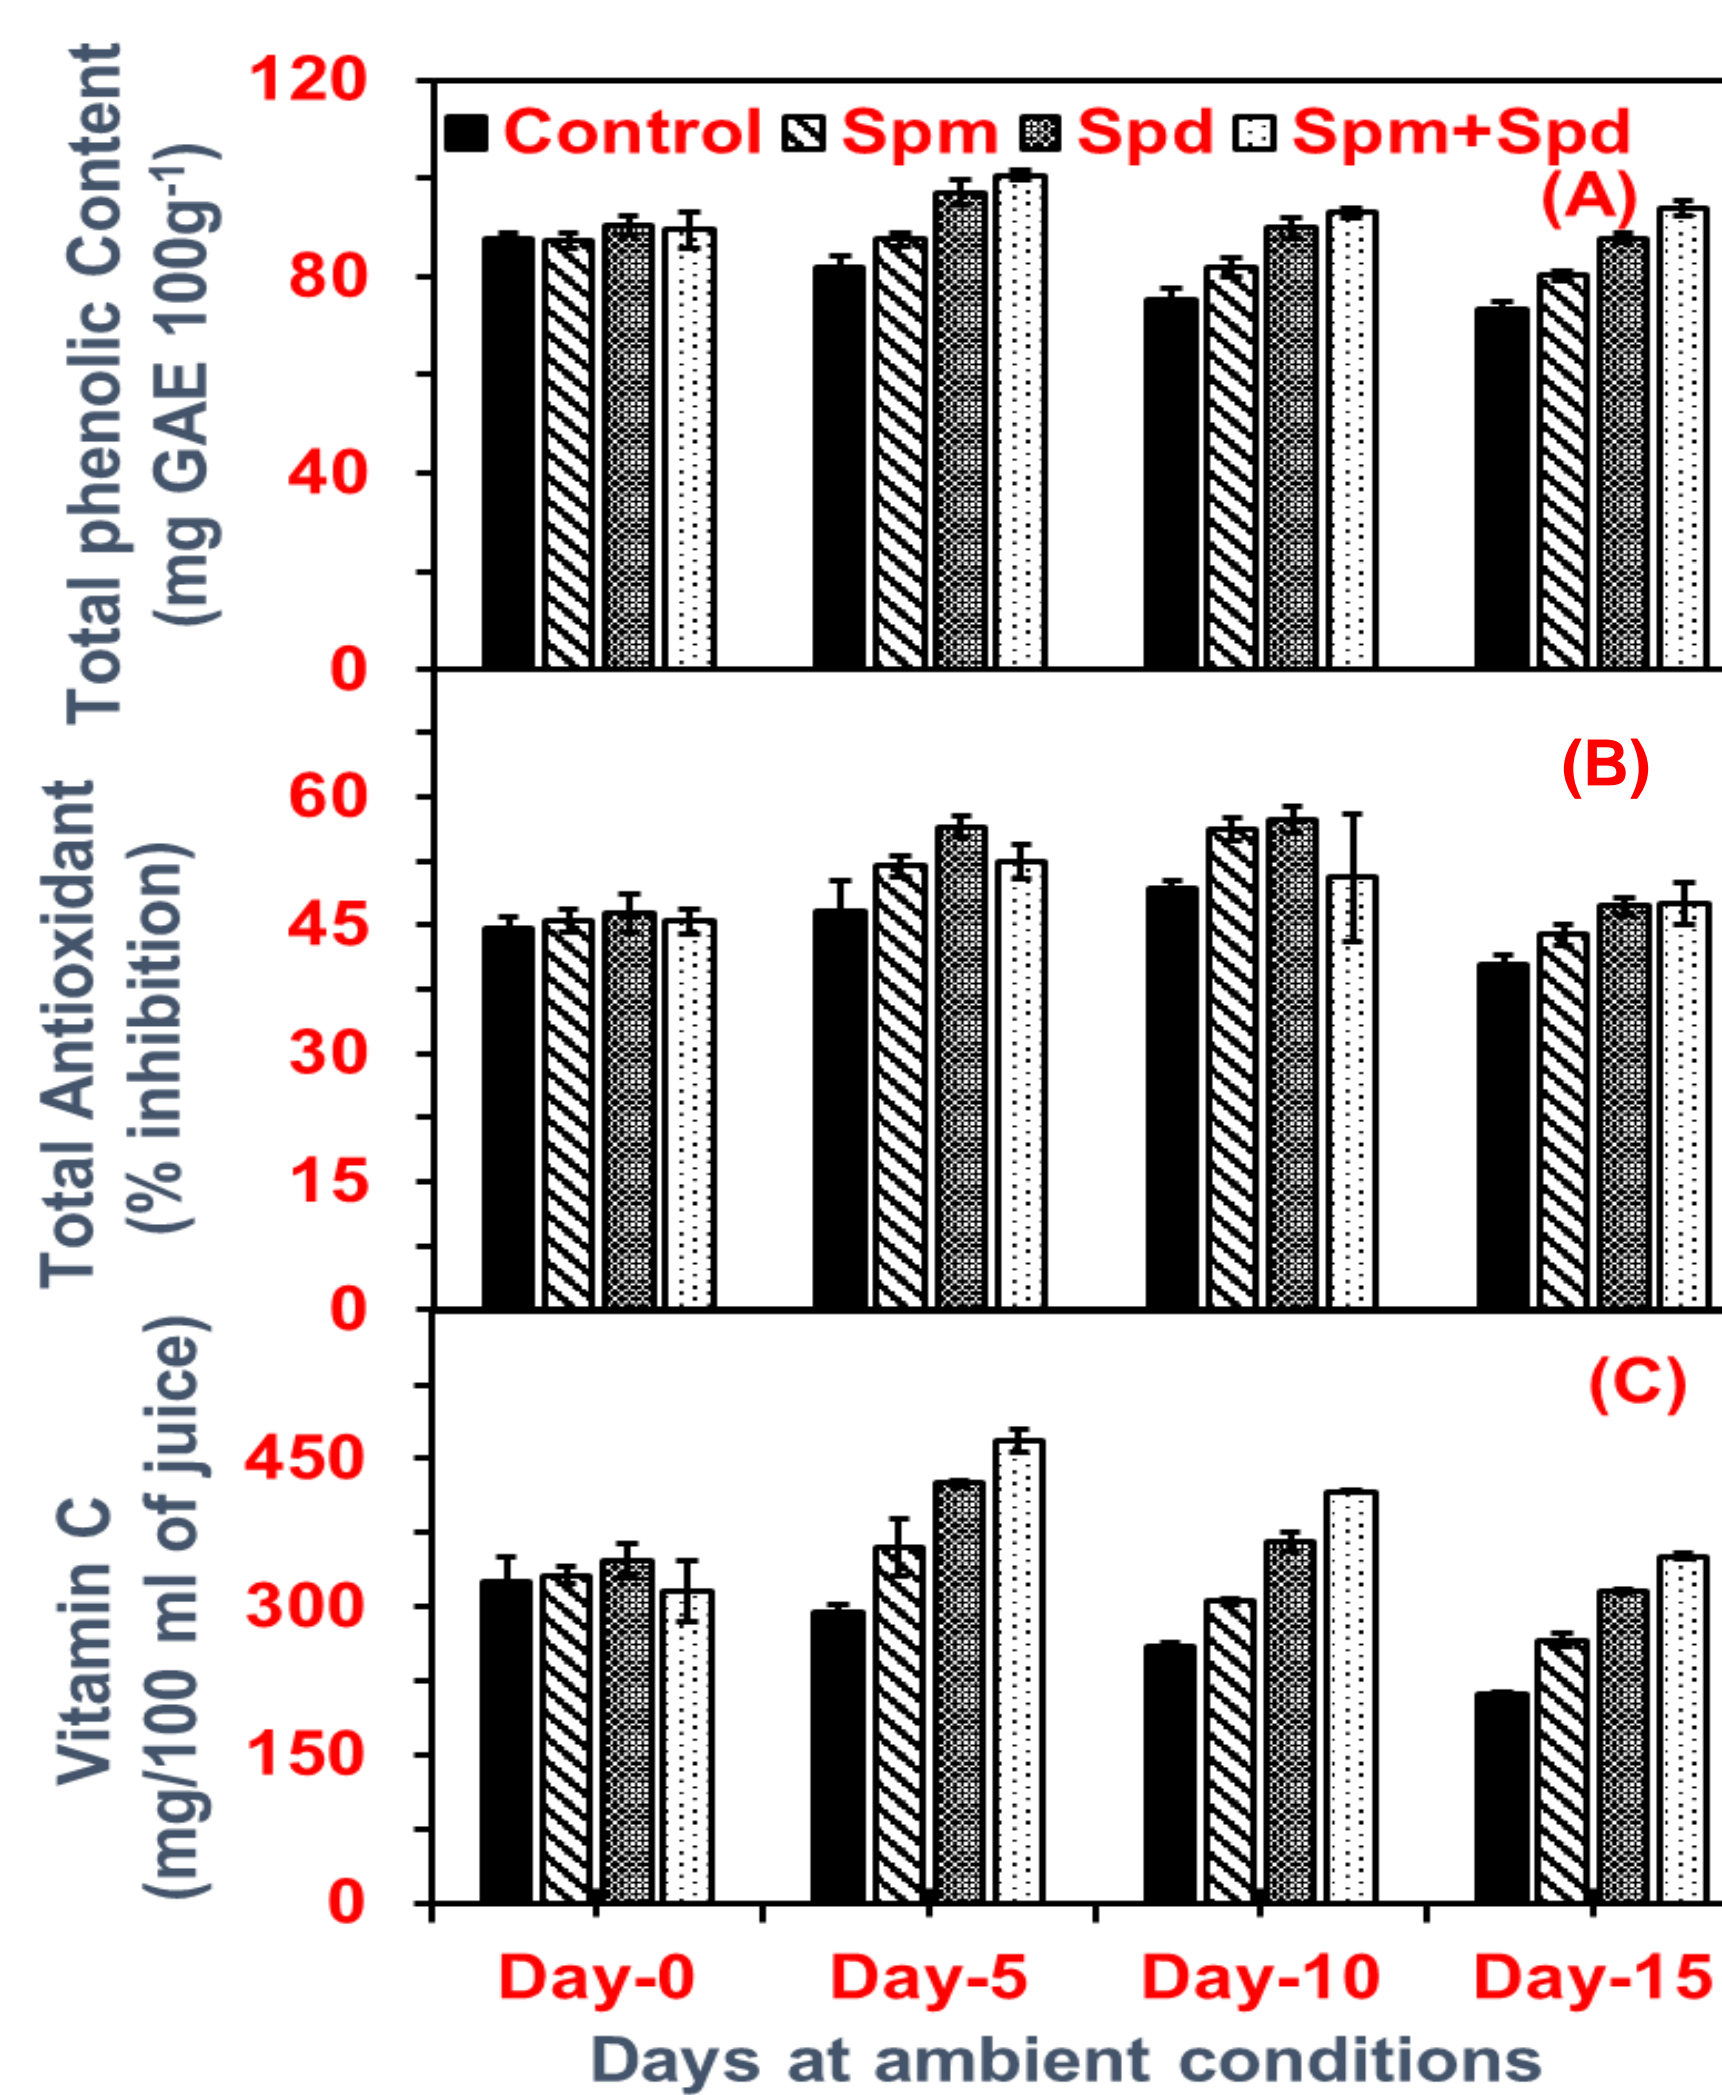 Total phenolic Content
(mg GAE 100g-1)
120
80
40
0
Control Spm Spd Spm+Spd
(A)
Total Antioxidant
(% inhibition)
60
45
30
15
0
(B)
Vitamin C
(mg/100 ml of juice)
450
300
150
0
(C)
Day-0 Day-5 Day-10 Day-15
Days at ambient conditions